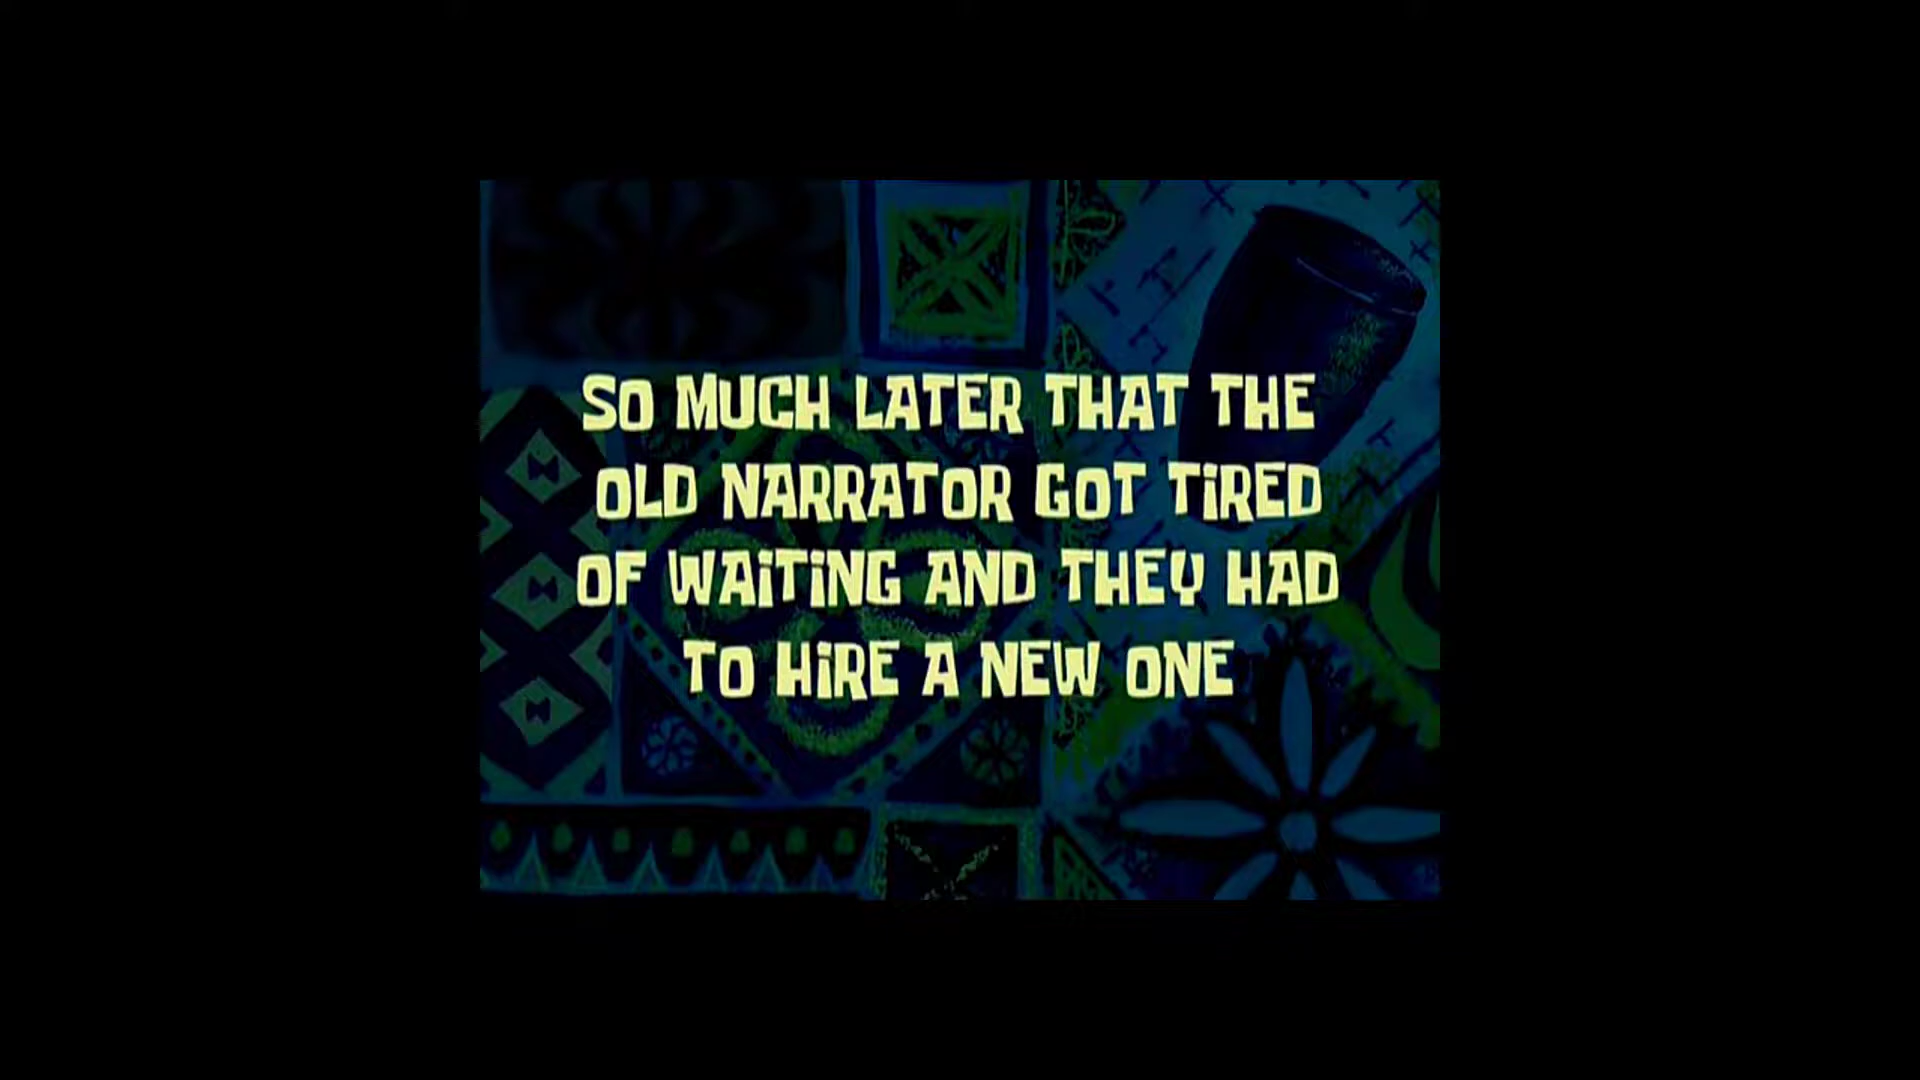 SO MUCH LATER THAT THE
OLD NARRATOR GOT TIRED
OF WAITING AND THEY HAD
TO HIRE A NEW ONE